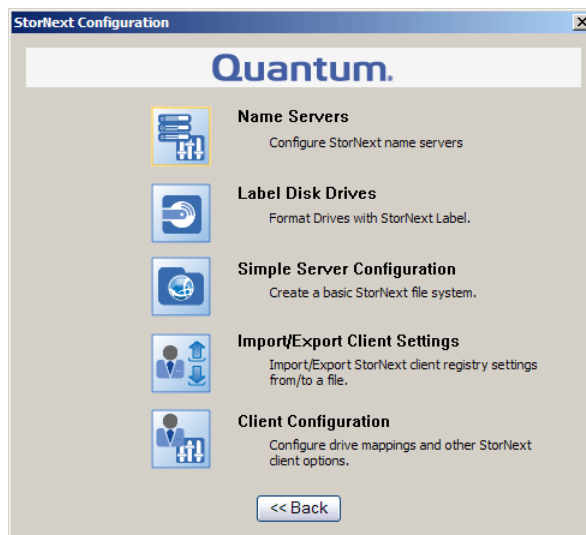 StorNext Configuration
Quantum.
Name Servers
Configure StorNext name servers
Label Disk Drives
Format Drives with StorNext Label.
Simple Server Configuration
Create a basic StorNext file system.
Import/Export Client Settings
Import/Export StorNext client registry settings
from/to a file.
Client Configuration
Configure drive mappings and other StorNext
client options.
<< Back